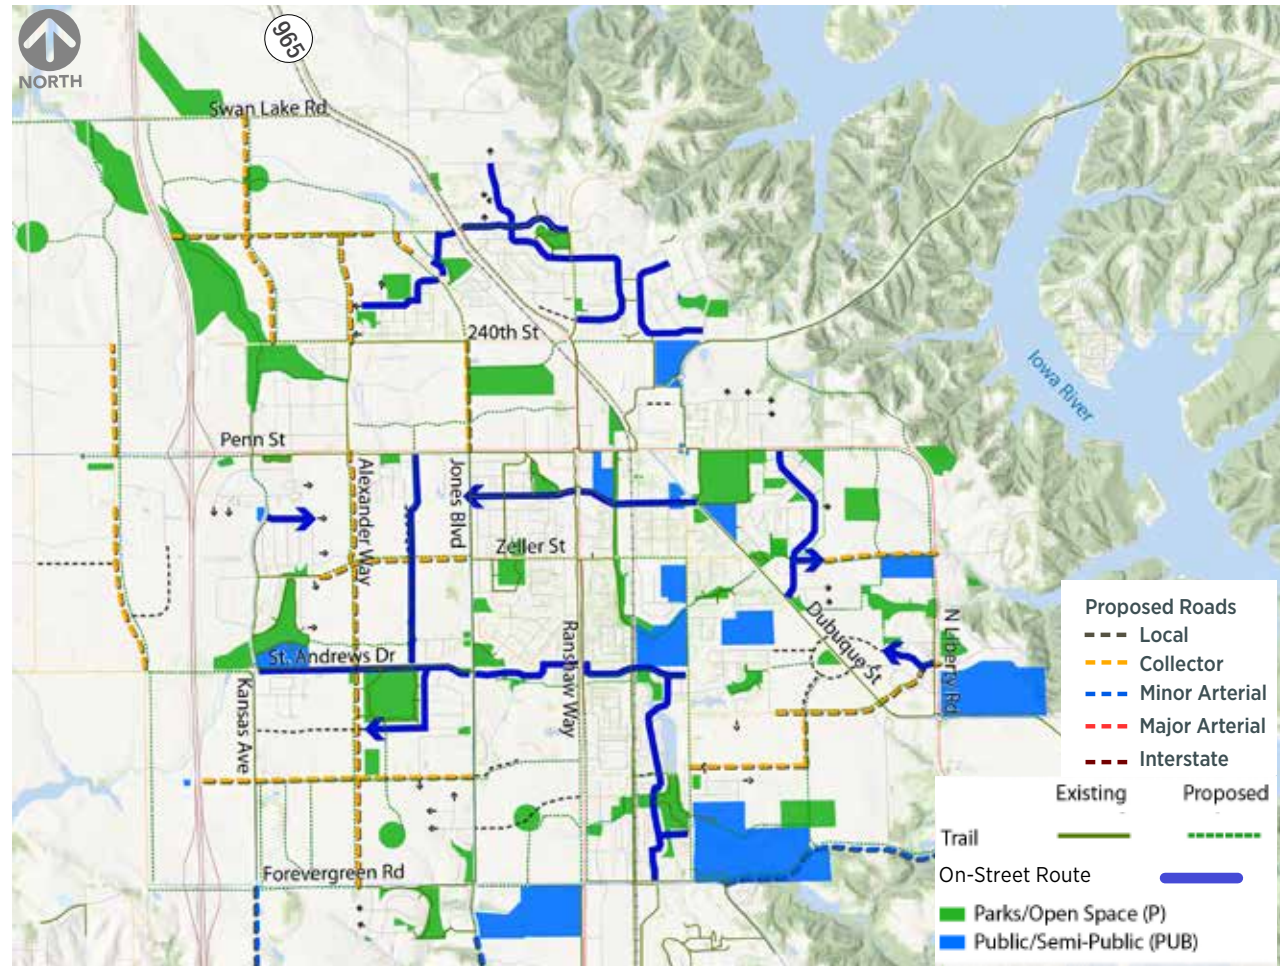 965
NORTH
Swan Lake Rd
240th St
Iowa River
Penn St
Alexander Way
Jones Blvd
Zeller St
Ranshaw Way
Dubuque St
N Liberty Rd
St. Andrews Dr
Kansas Ave
Forevergreen Rd
Proposed Roads
Local
Collector
Minor Arterial
Major Arterial
Interstate
Existing Proposed
Trail
On-Street Route
Parks/Open Space (P)
Public/Semi-Public (PUB)